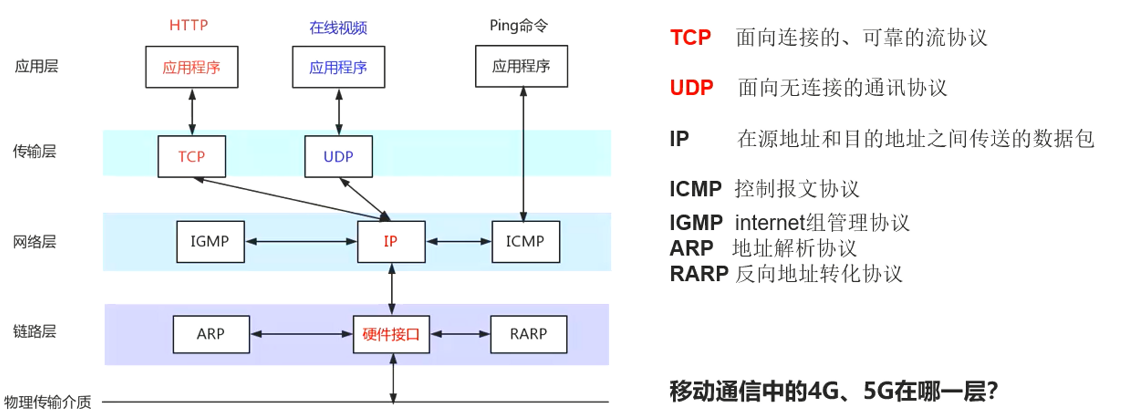 HTTP
在线视频
Ping命令
应用层
应用程序
应用程序
应用程序
传输层
TCP
UDP
网络层
IGMP
IP
ICMP
链路层
ARP
硬件接口
RARP
物理传输介质
TCP 面向连接的、可靠的流协议
UDP 面向无连接的通讯协议
IP 在源地址和目的地址之间传送的数据包
ICMP 控制报文协议
IGMP internet组管理协议
ARP 地址解析协议
RARP 反向地址转化协议
移动通信中的4G、5G在哪一层?